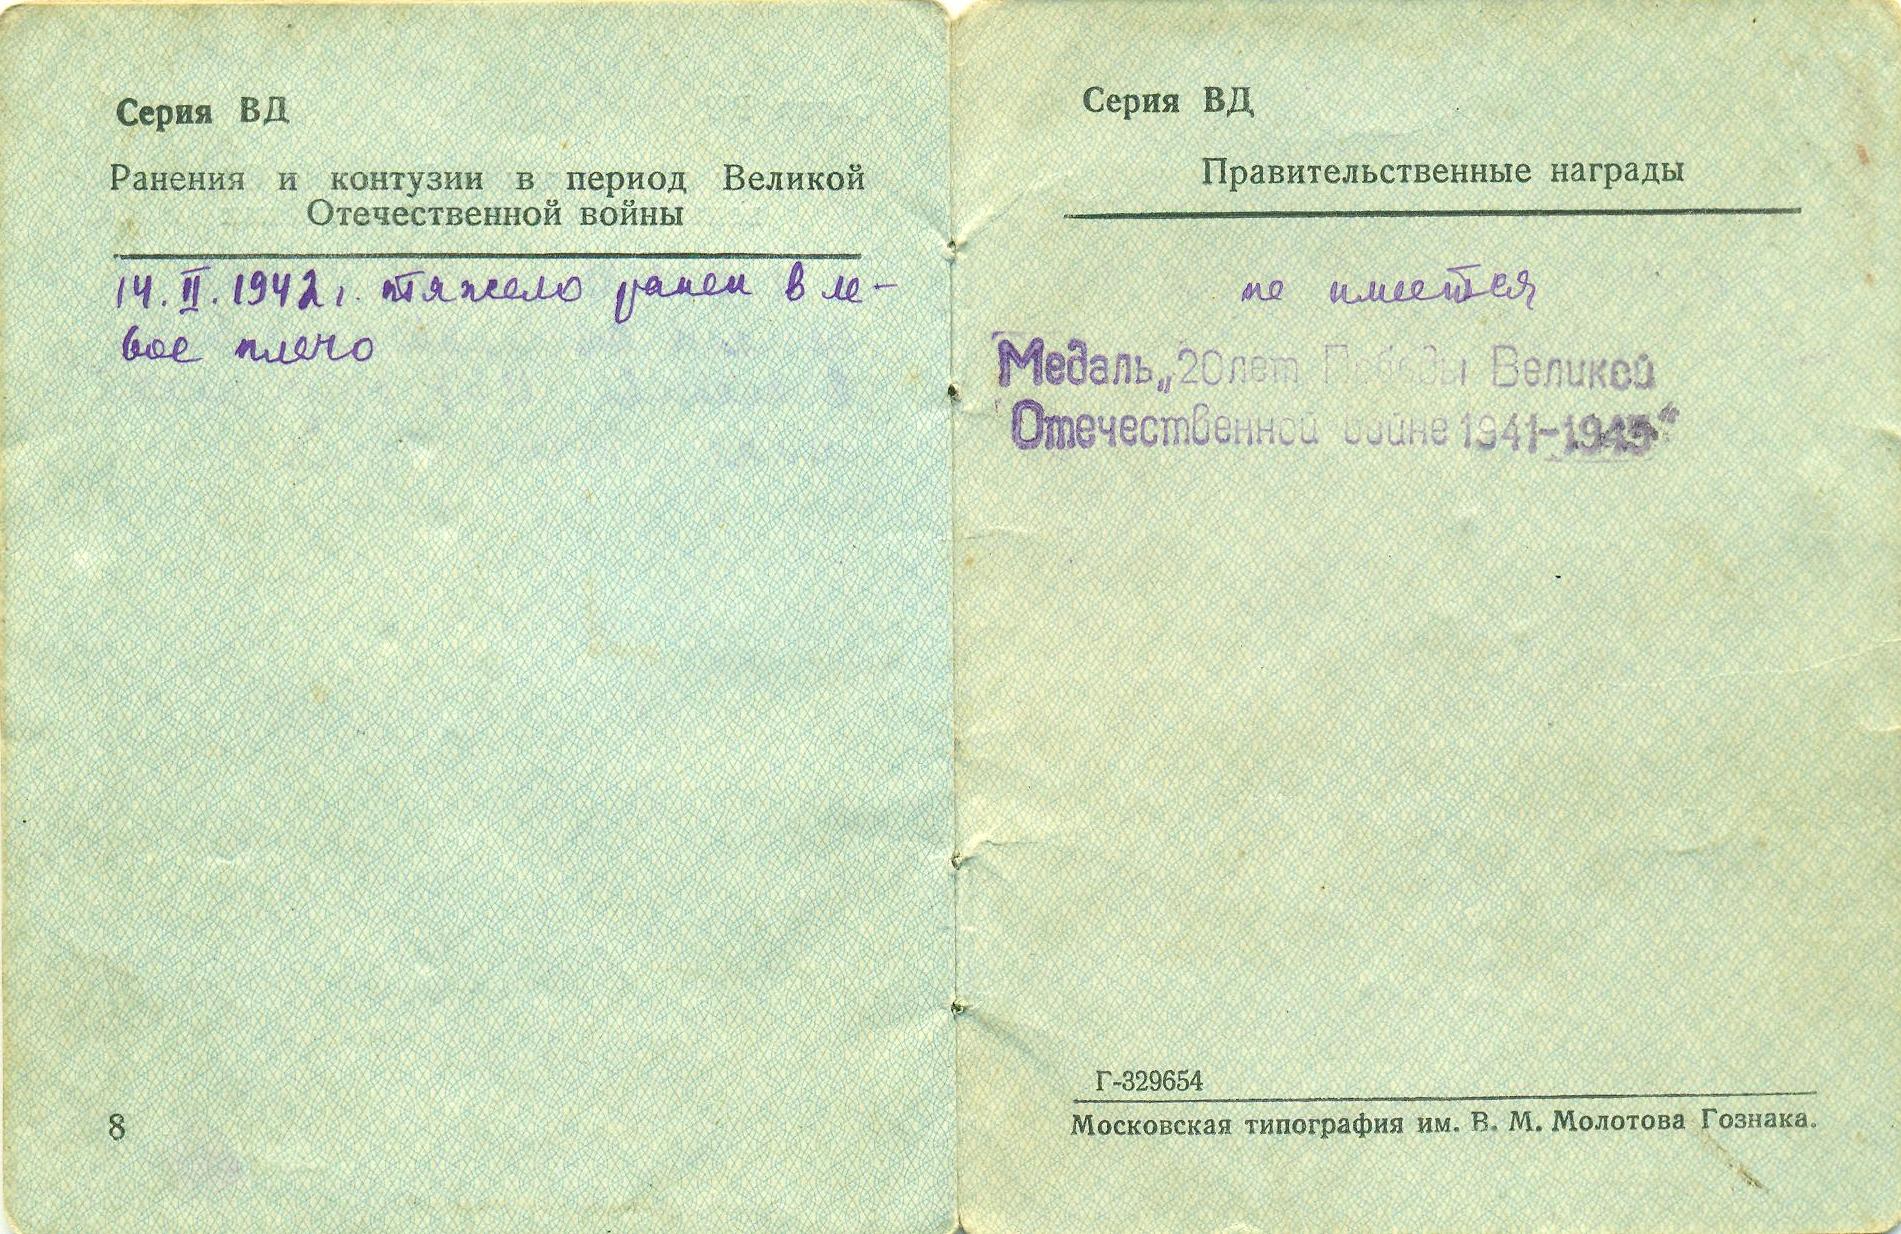 Серия ВД
Ранения и контузии в период Великой
Отечественной войны
14.II.1942г. тяжело ранен в ле-
вое плечо
8
Серия ВД
Правительственные награды
не имеется
Медаль „20 лет Победы Великой
Отечественной войне 1941-1945"
Г-329654
Московская типография им. В. М. Молотова Гознака.